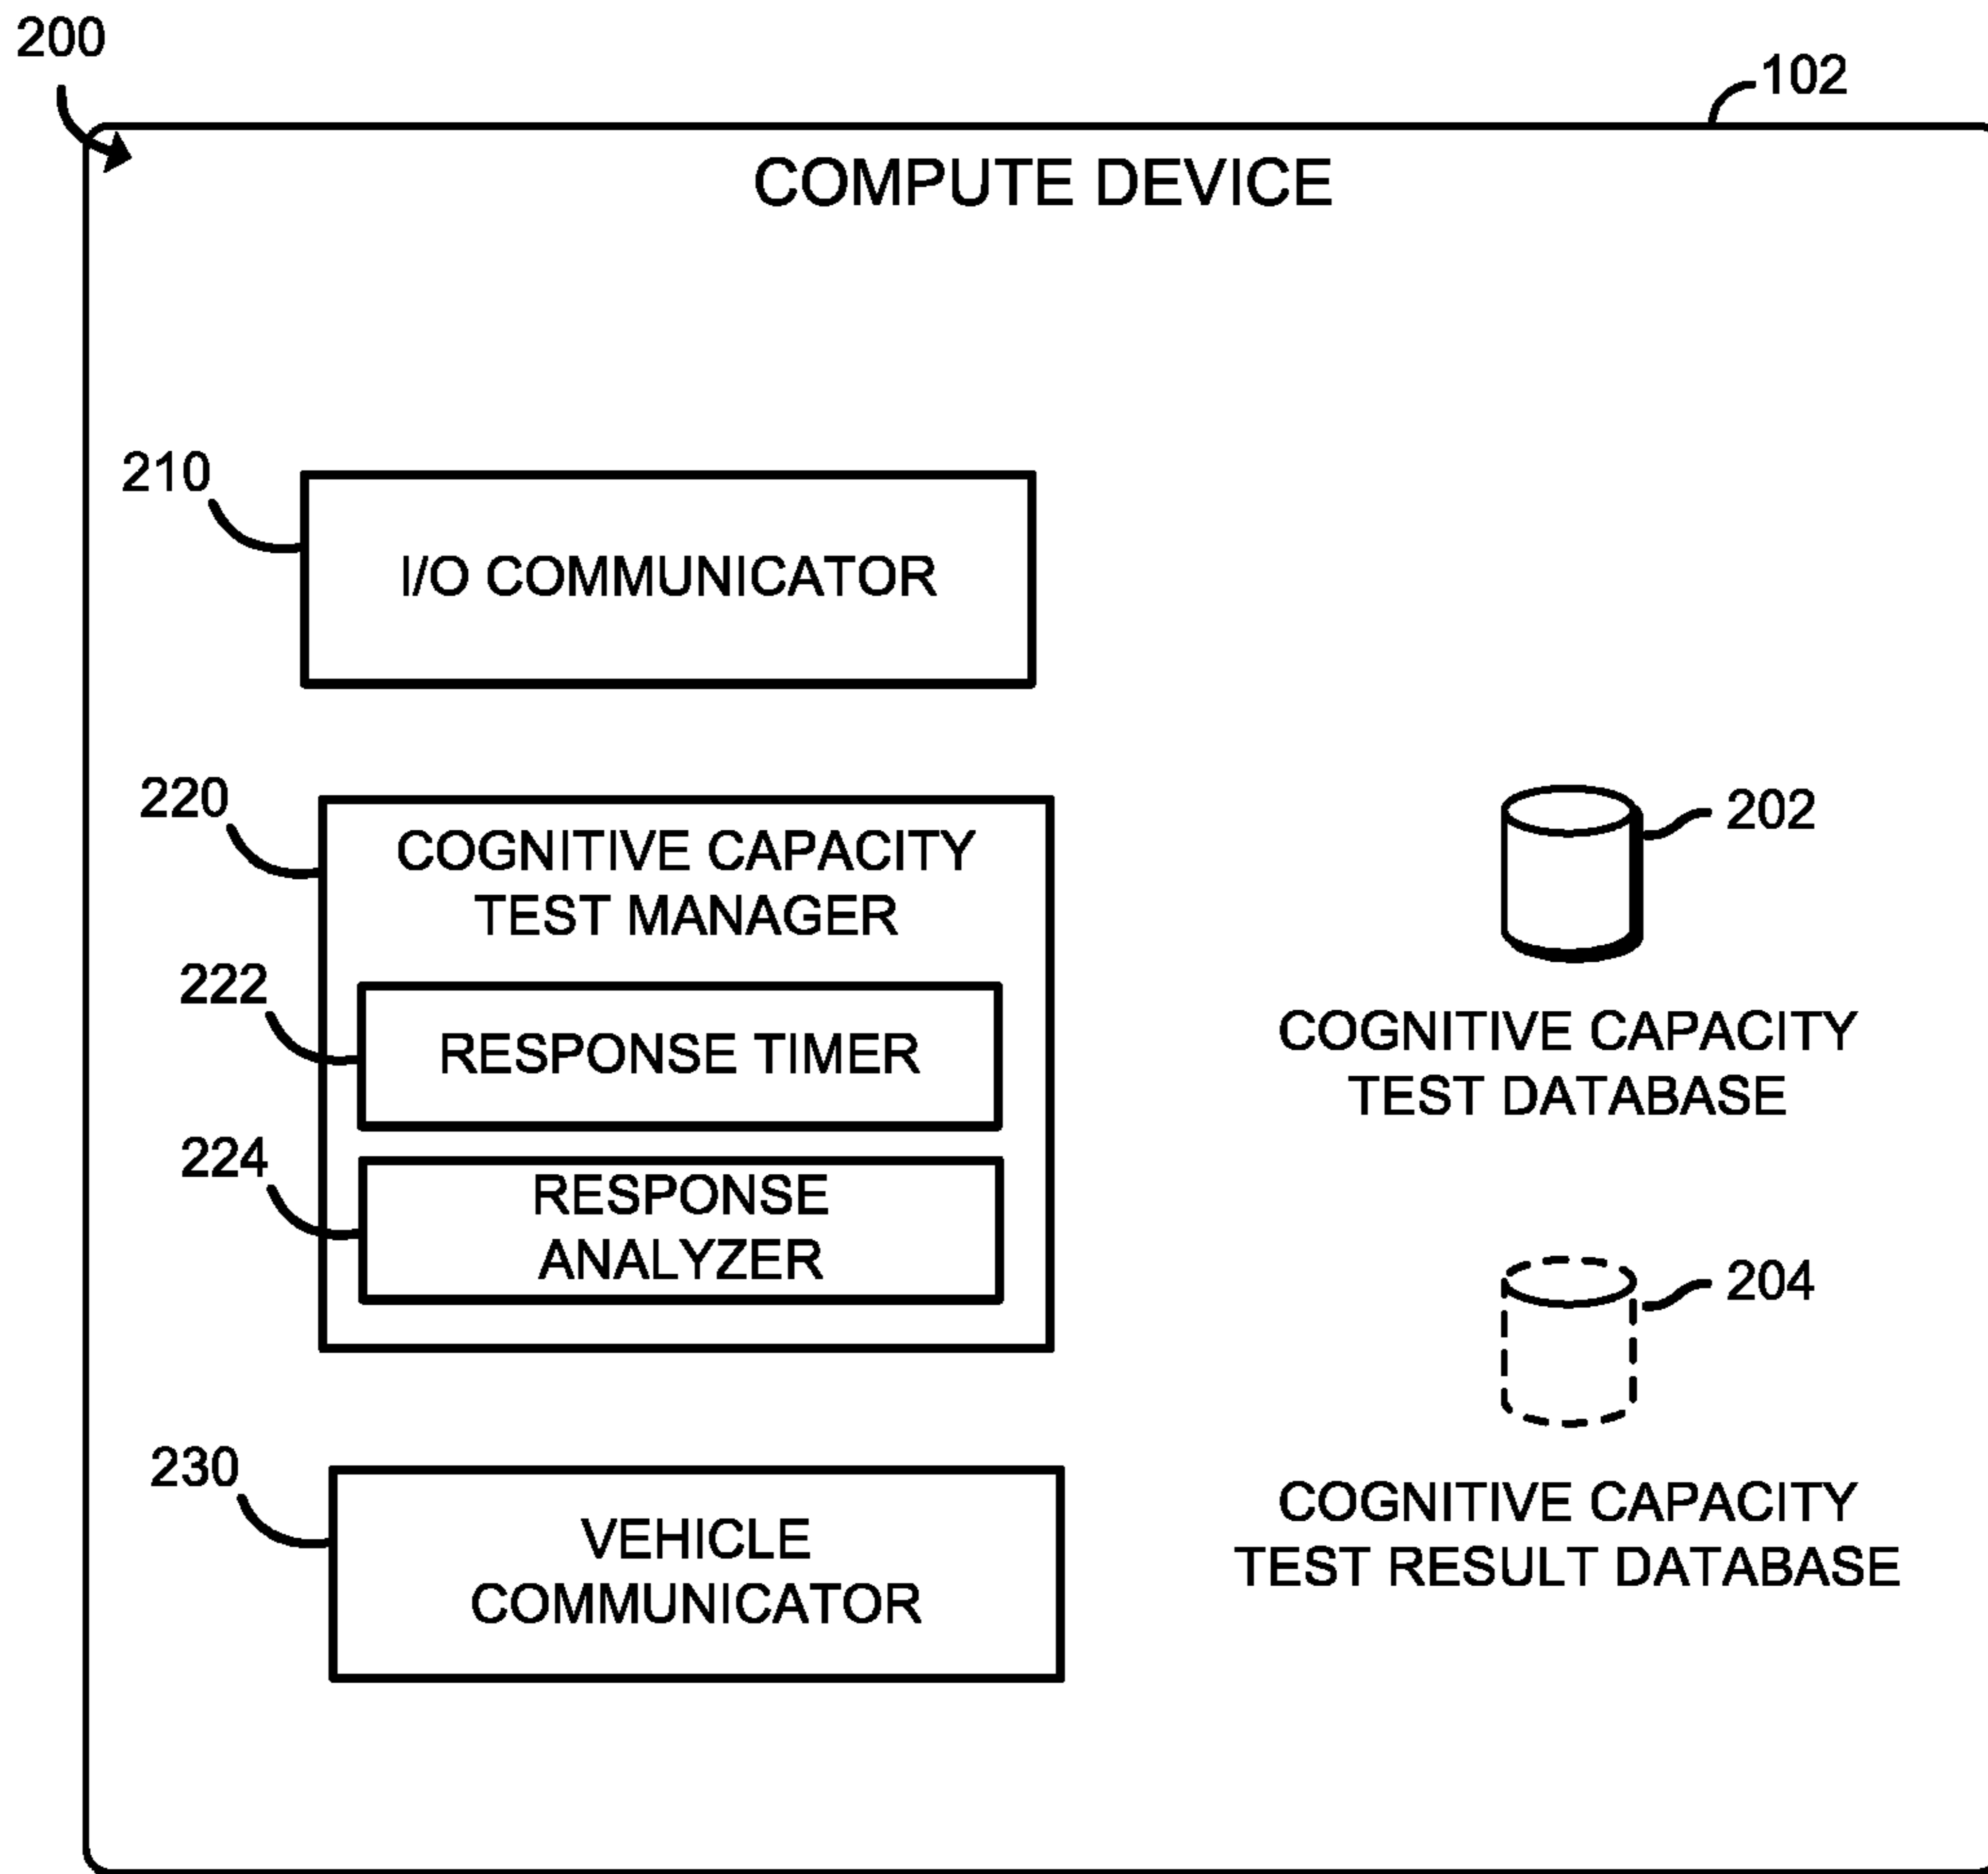 200
102
COMPUTE DEVICE
210
I/O COMMUNICATOR
220
COGNITIVE CAPACITY
TEST MANAGER
222
RESPONSE TIMER
224
RESPONSE
ANALYZER
230
VEHICLE
COMMUNICATOR
202
COGNITIVE CAPACITY
TEST DATABASE
204
COGNITIVE CAPACITY
TEST RESULT DATABASE